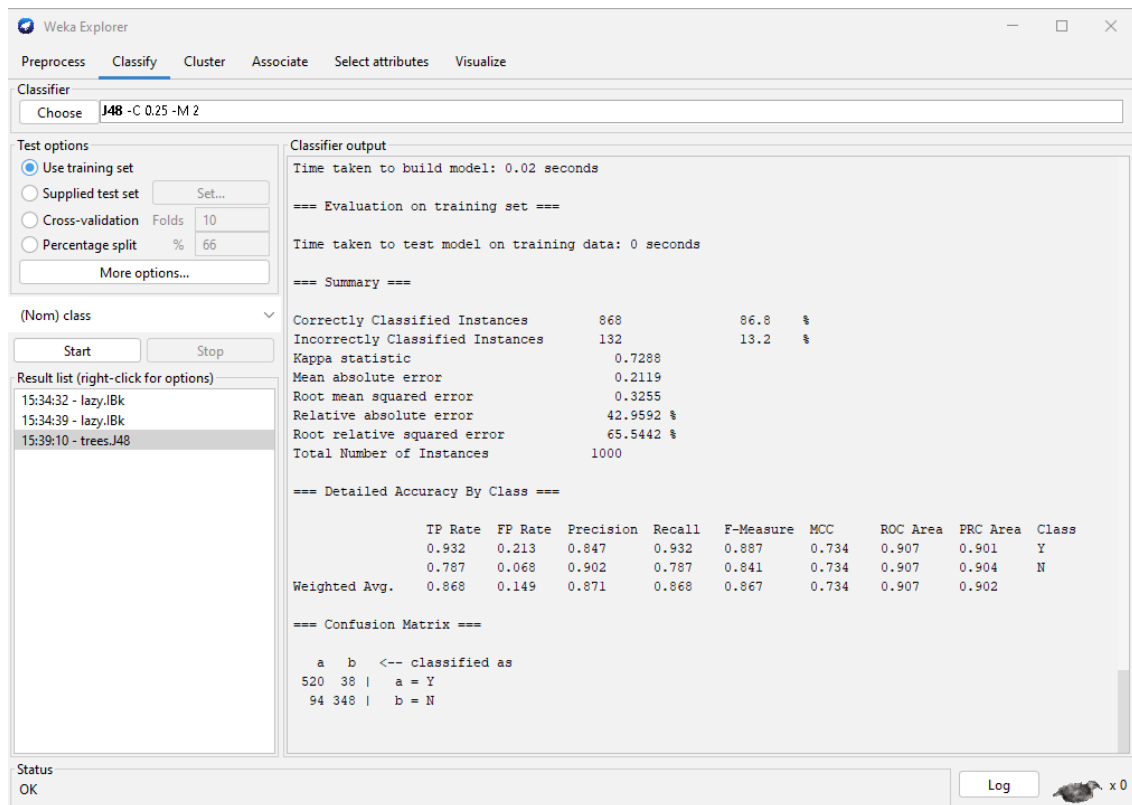 Weka Explorer
Preprocess Classify Cluster Associate Select attributes Visualize
Classifier
Choose J48 -C 0.25 -M 2
Test options
Use training set
Supplied test set Set...
Cross-validation Folds 10
Percentage split % 66
More options...
(Nom) class
Start Stop
Result list (right-click for options)
15:34:32 - lazy.IBk
15:34:39 - lazy.IBk
15:39:10 - trees.J48
Classifier output
Time taken to build model: 0.02 seconds
=== Evaluation on training set ===
Time taken to test model on training data: 0 seconds
=== Summary ===
Correctly Classified Instances 868 86.8 %
Incorrectly Classified Instances 132 13.2 %
Kappa statistic 0.7288
Mean absolute error 0.2119
Root mean squared error 0.3255
Relative absolute error 42.9592 %
Root relative squared error 65.5442 %
Total Number of Instances 1000
=== Detailed Accuracy By Class ===
TP Rate FP Rate Precision Recall F-Measure MCC ROC Area PRC Area Class
0.932 0.213 0.847 0.932 0.887 0.734 0.907 0.901 Y
0.787 0.068 0.902 0.787 0.841 0.734 0.907 0.904 N
Weighted Avg. 0.868 0.149 0.871 0.868 0.867 0.734 0.907 0.902
=== Confusion Matrix ===
a b <-- classified as
520 38 | a = Y
94 348 | b = N
Status
OK
Log
x 0